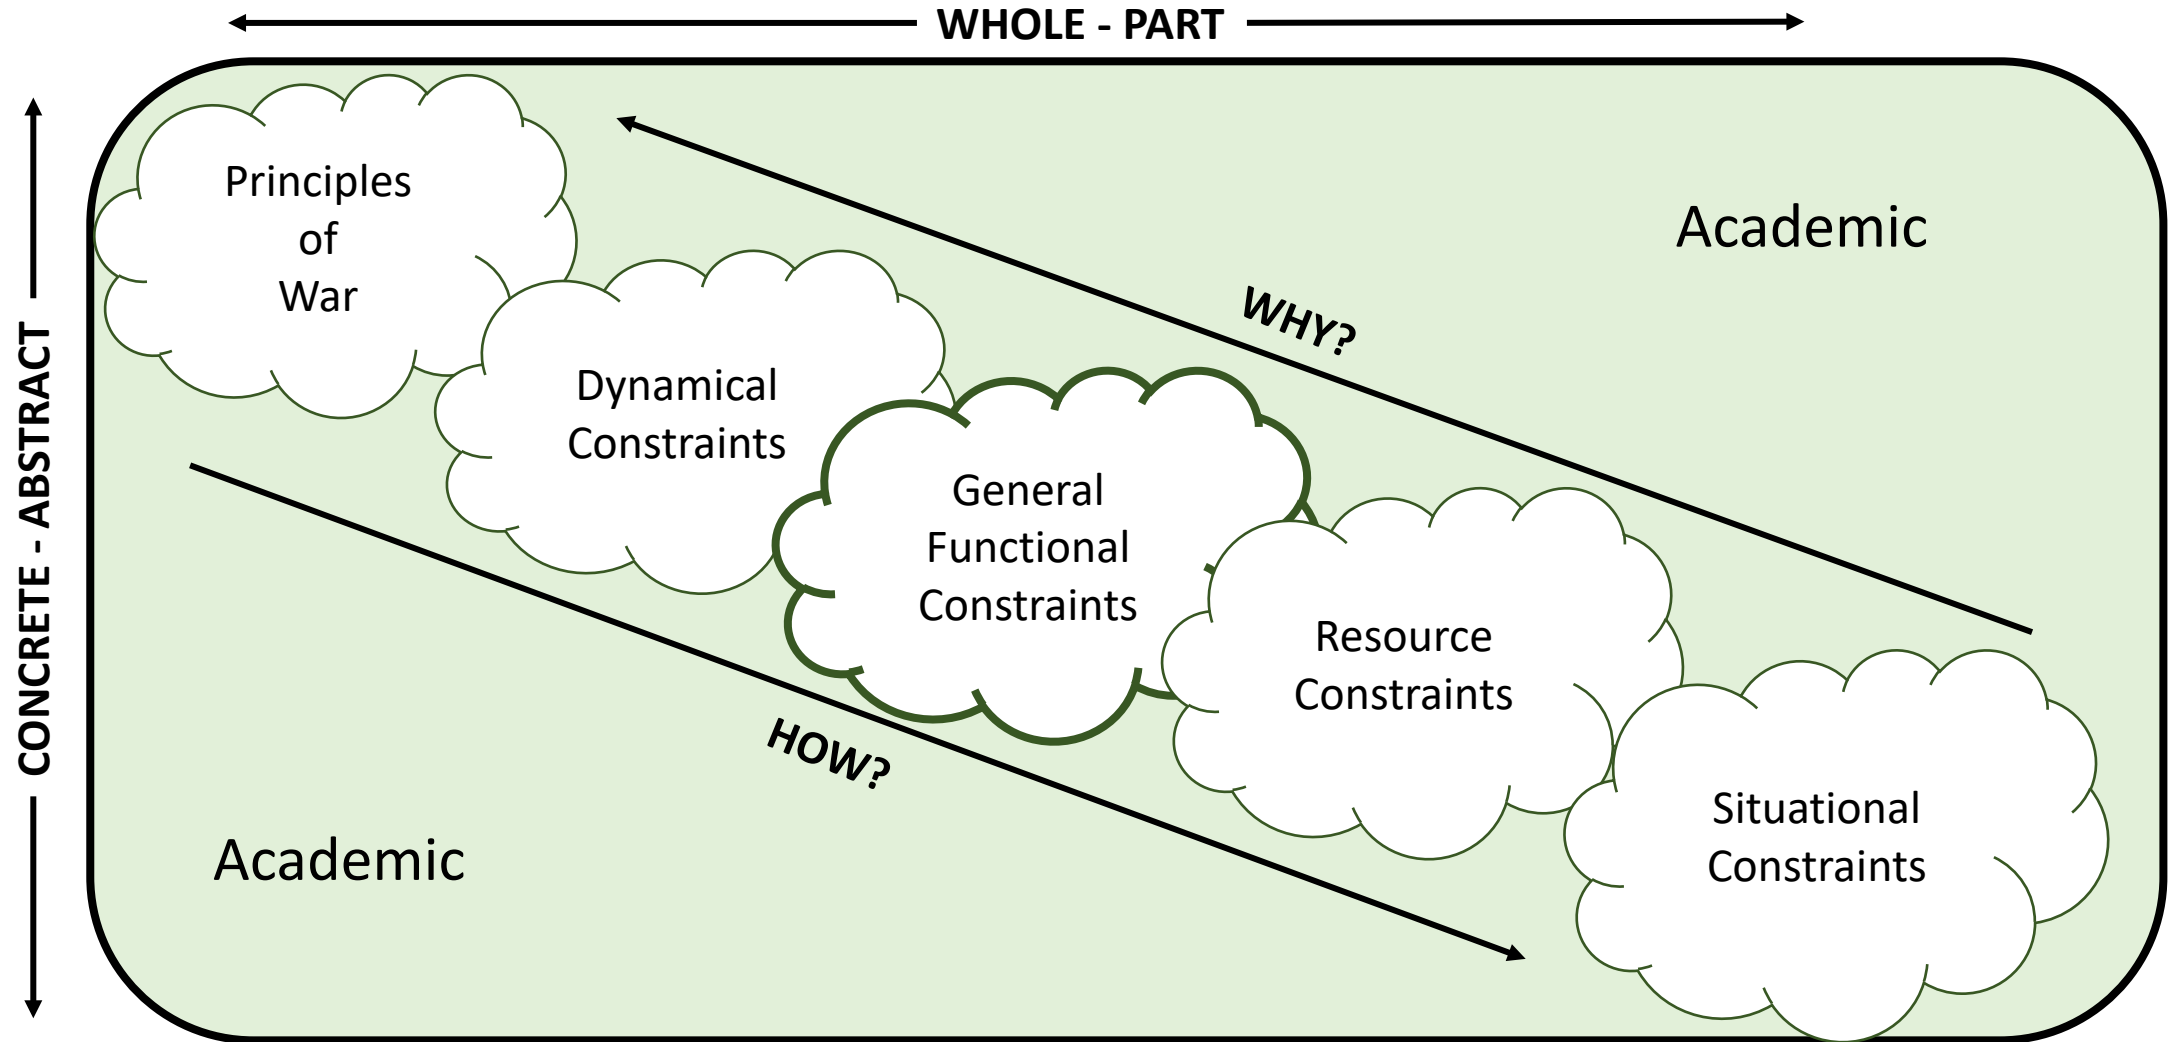 WHOLE - PART
CONCRETE - ABSTRACT
Principles
of
War
Academic
WHY?
Dynamical
Constraints
General
Functional
Constraints
Resource
Constraints
HOW?
Situational
Constraints
Academic